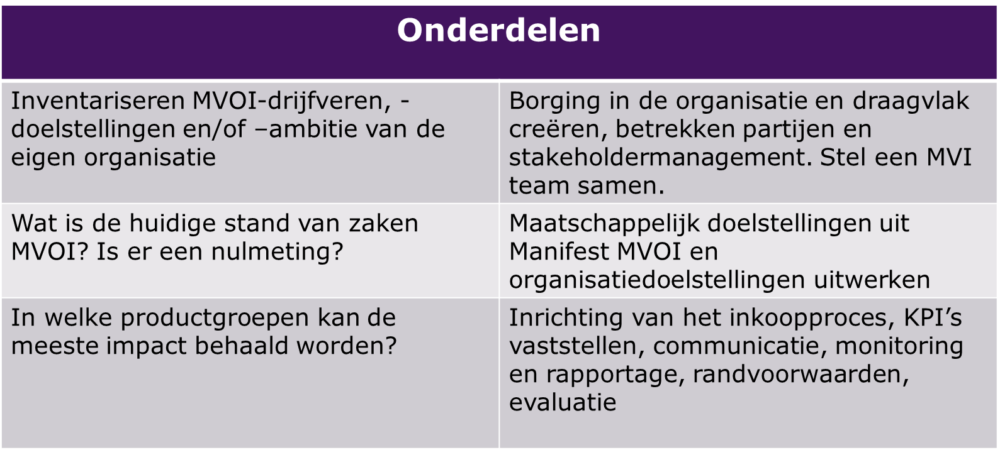 Onderdelen
Inventariseren MVOI-drijfveren, -
doelstellingen en/of –ambitie van de
eigen organisatie
Borging in de organisatie en draagvlak
creëren, betrekken partijen en
stakeholdermanagement. Stel een MVI
team samen.
Wat is de huidige stand van zaken
MVOI? Is er een nulmeting?
Maatschappelijk doelstellingen uit
Manifest MVOI en
organisatiedoelstellingen uitwerken
In welke productgroepen kan de
meeste impact behaald worden?
Inrichting van het inkoopproces, KPI’s
vaststellen, communicatie, monitoring
en rapportage, randvoorwaarden,
evaluatie